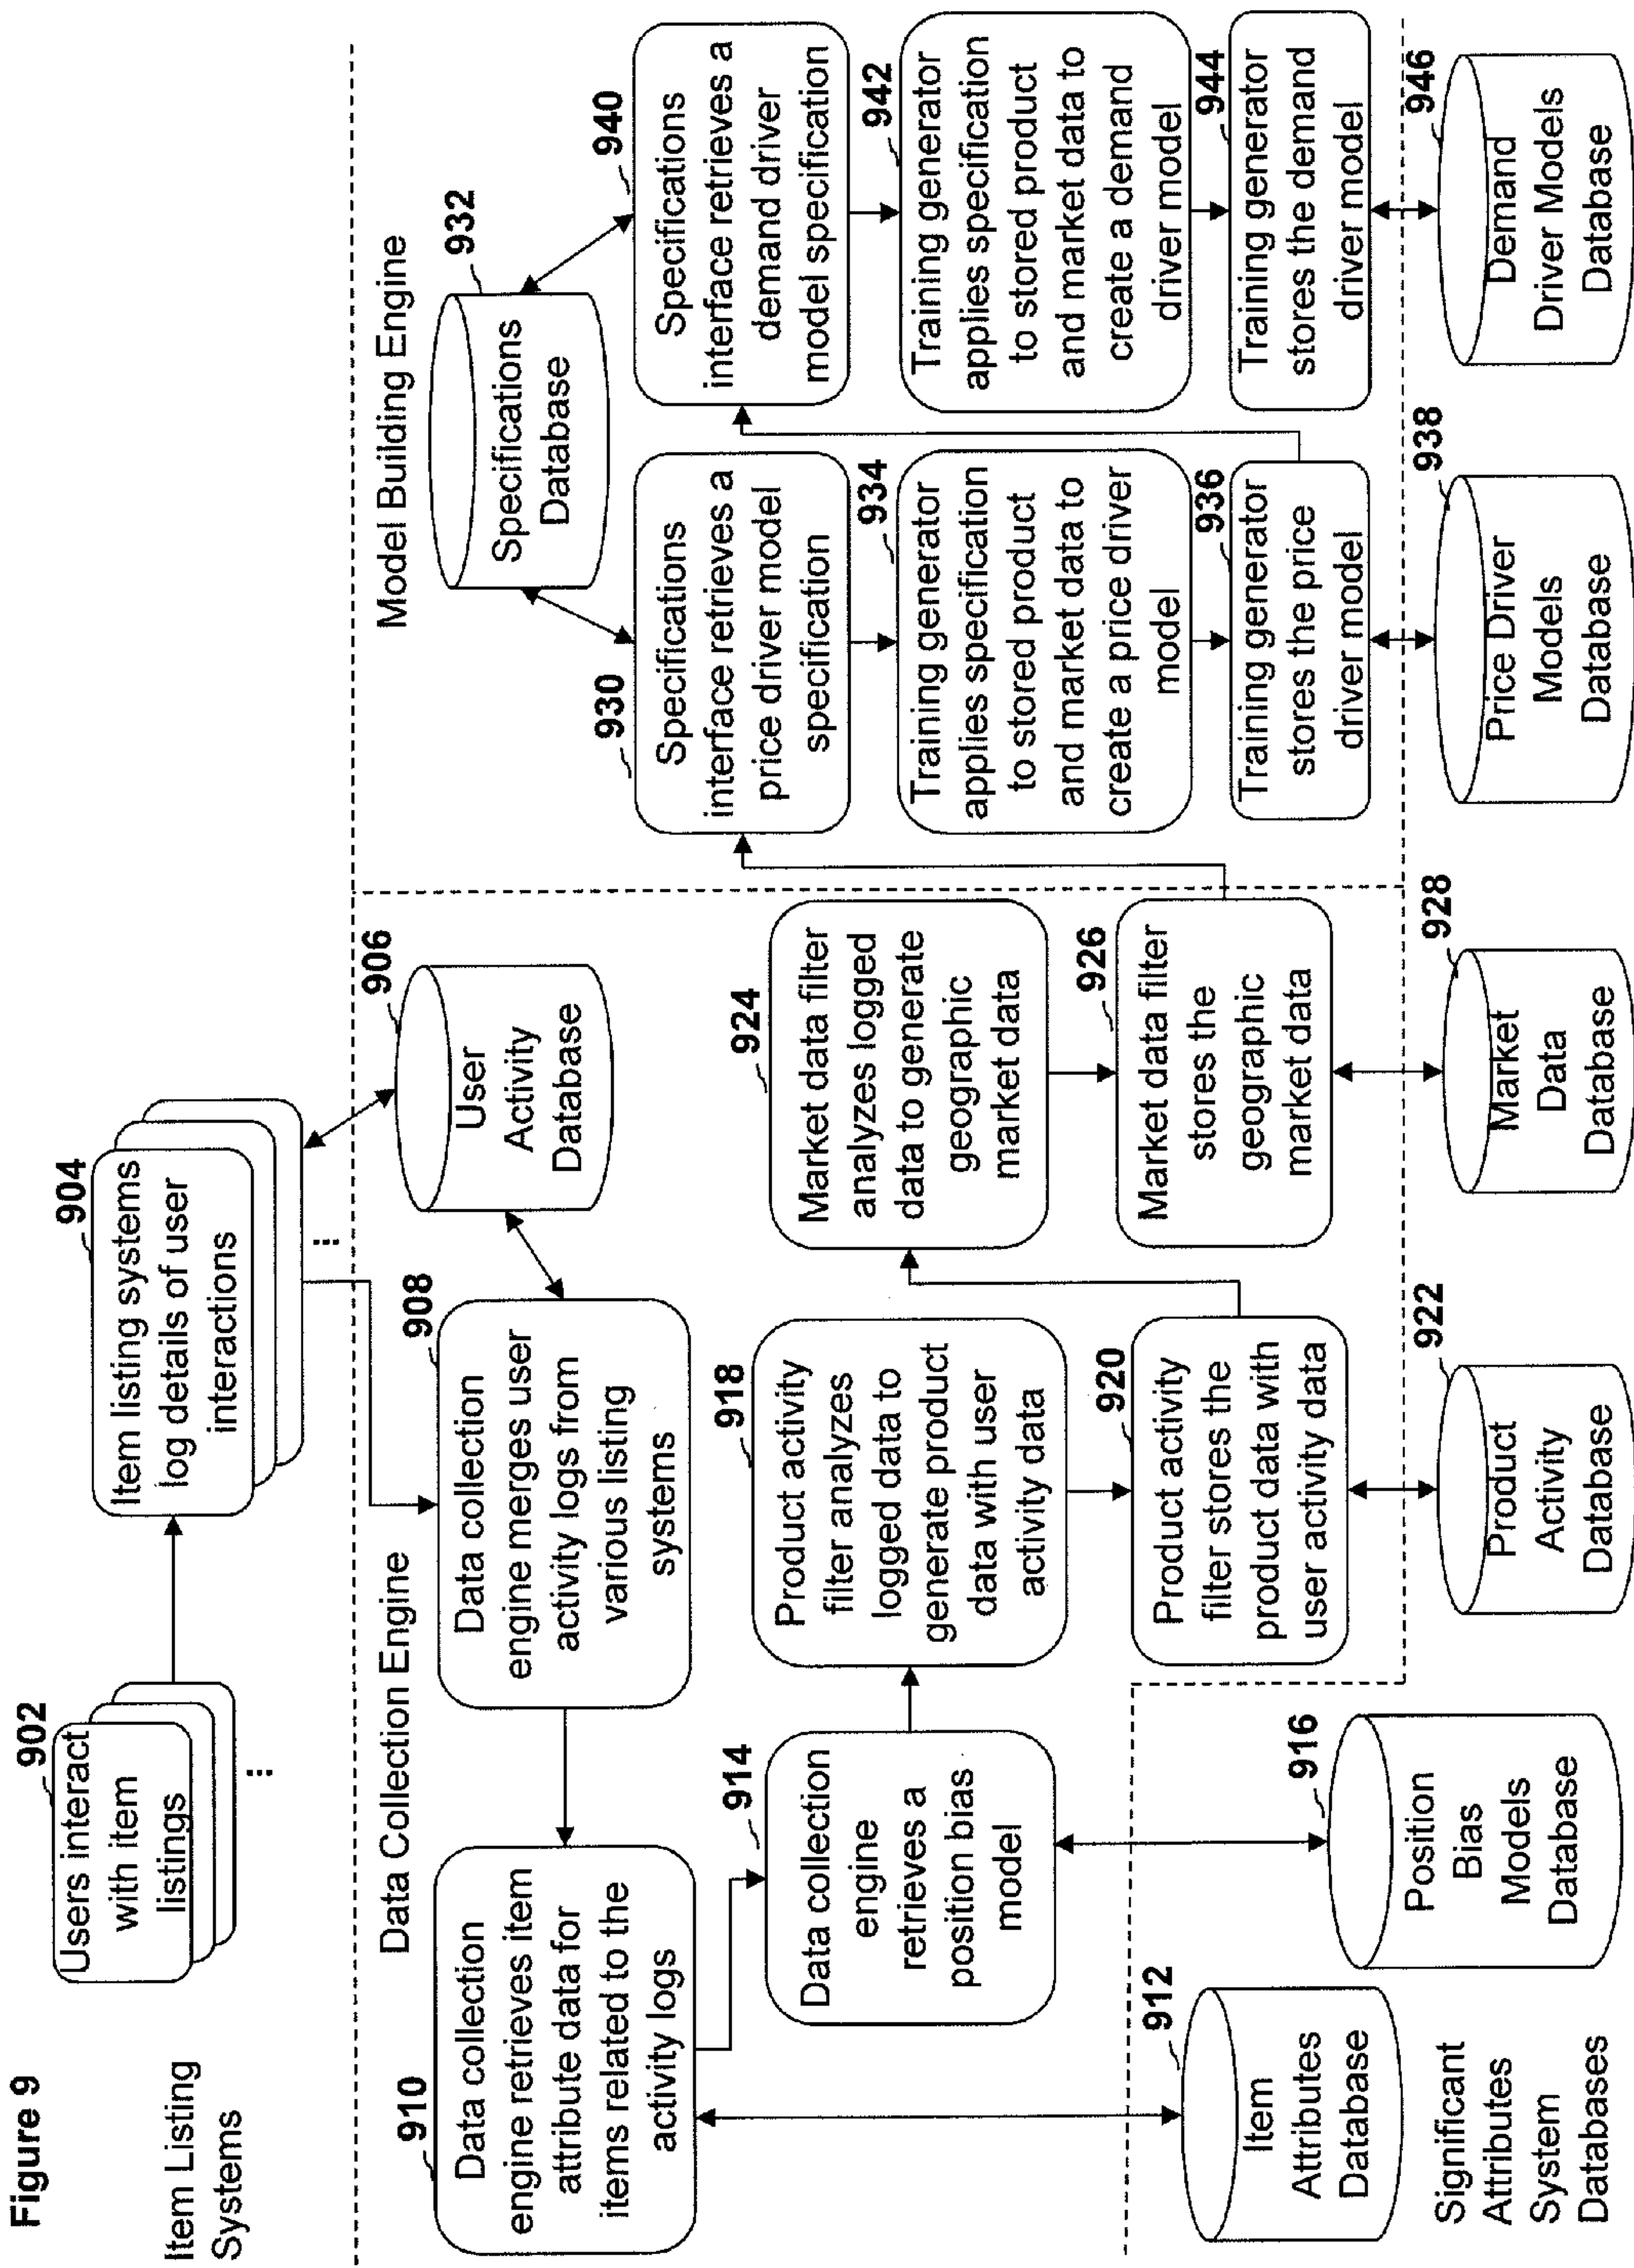 Figure 9
Item Listing
Systems
902
Users interact
with item
listings
...
904
Item listing systems
log details of user
interactions
...
906
User
Activity
Database
Data Collection Engine
908
Data collection
engine merges user
activity logs from
various listing
systems
910
Data collection
engine retrieves item
attribute data for
items related to the
activity logs
912
Item
Attributes
Database
914
Data collection
engine
retrieves a
position bias
model
916
Position
Bias
Models
Database
918
Product activity
filter analyzes
logged data to
generate product
data with user
activity data
920
Product activity
filter stores the
product data with
user activity data
922
Product
Activity
Database
924
Market data filter
analyzes logged
data to generate
geographic
market data
926
Market data filter
stores the
geographic
market data
928
Market
Data
Database
Model Building Engine
932
Specifications
Database
930
Specifications
interface retrieves a
price driver model
specification
934
Training generator
applies specification
to stored product
and market data to
create a price driver
model
936
Training generator
stores the price
driver model
938
Price Driver
Models
Database
940
Specifications
interface retrieves a
demand driver
model specification
942
Training generator
applies specification
to stored product
and market data to
create a demand
driver model
944
Training generator
stores the demand
driver model
946
Demand
Driver Models
Database
Significant
Attributes
System
Databases